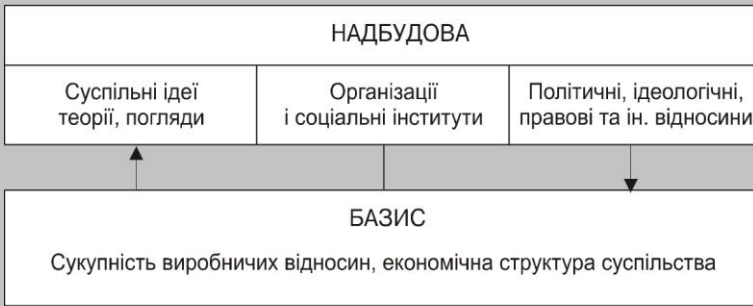 НАДБУДОВА
Суспільні ідеї
теорії, погляди
Організації
і соціальні інститути
Політичні, ідеологічні,
правові та ін. відносини
БАЗИС
Сукупність виробничих відносин, економічна структура суспільства